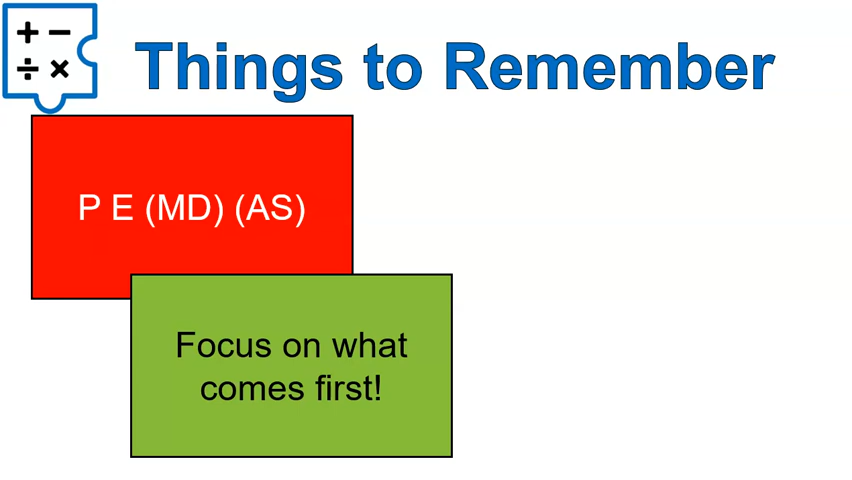 + −
÷ ×
Things to Remember
P E (MD) (AS)
Focus on what
comes first!